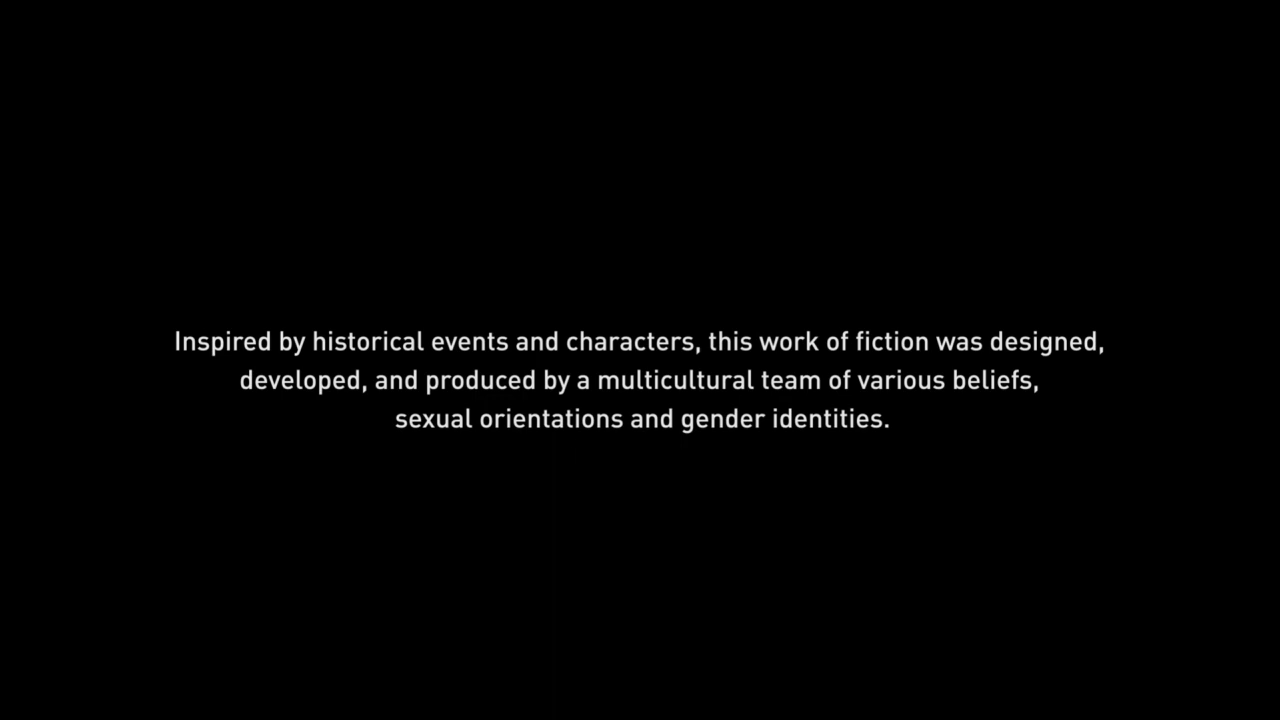 Inspired by historical events and characters, this work of fiction was designed,
developed, and produced by a multicultural team of various beliefs,
sexual orientations and gender identities.